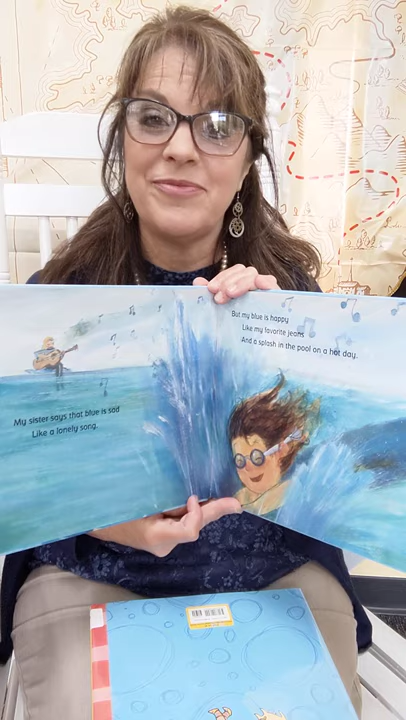 My sister says that blue is sad
Like a lonely song.
But my blue is happy
Like my favorite jeans
And a splash in the pool on a hot day.